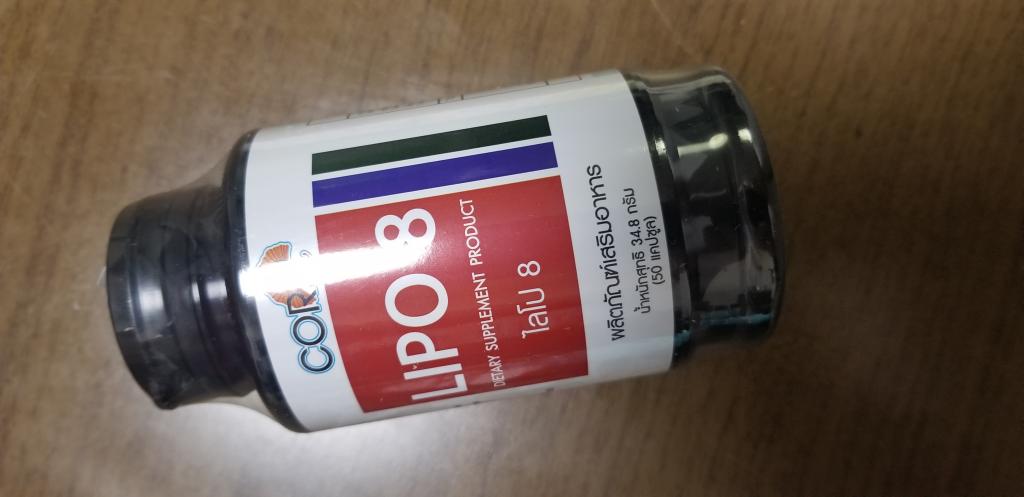 LIPO 8
DIETARY SUPPLEMENT PRODUCT
ไลโป 8
ผลิตภัณฑ์เสริมอาหาร
น้ำหนักสุทธิ 34.8 กรัม
(50 แคปซูล)